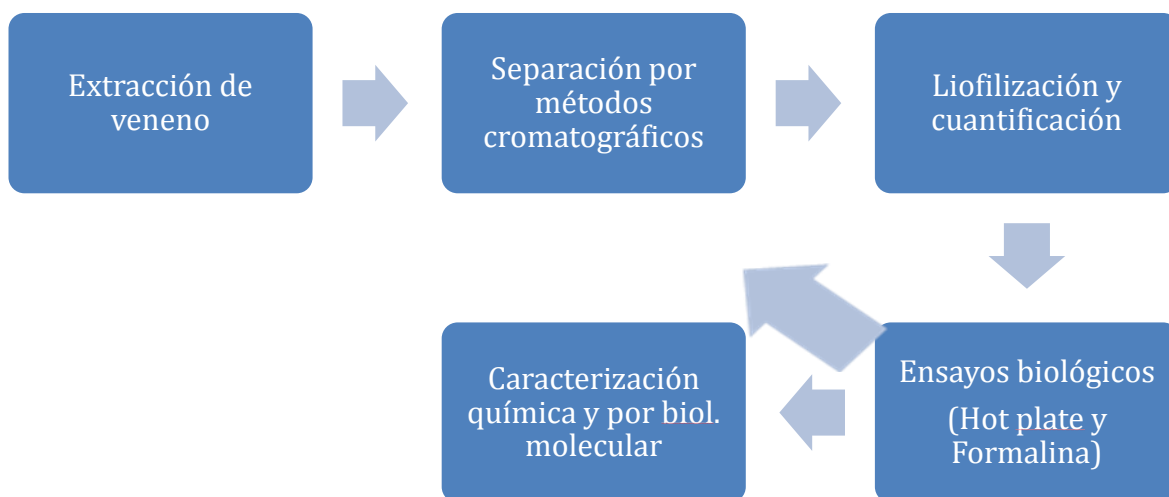 Extracción de
veneno
Separación por
métodos
cromatográficos
Liofilización y
cuantificación
Ensayos biológicos
(Hot plate y
Formalina)
Caracterización
química y por biol.
molecular